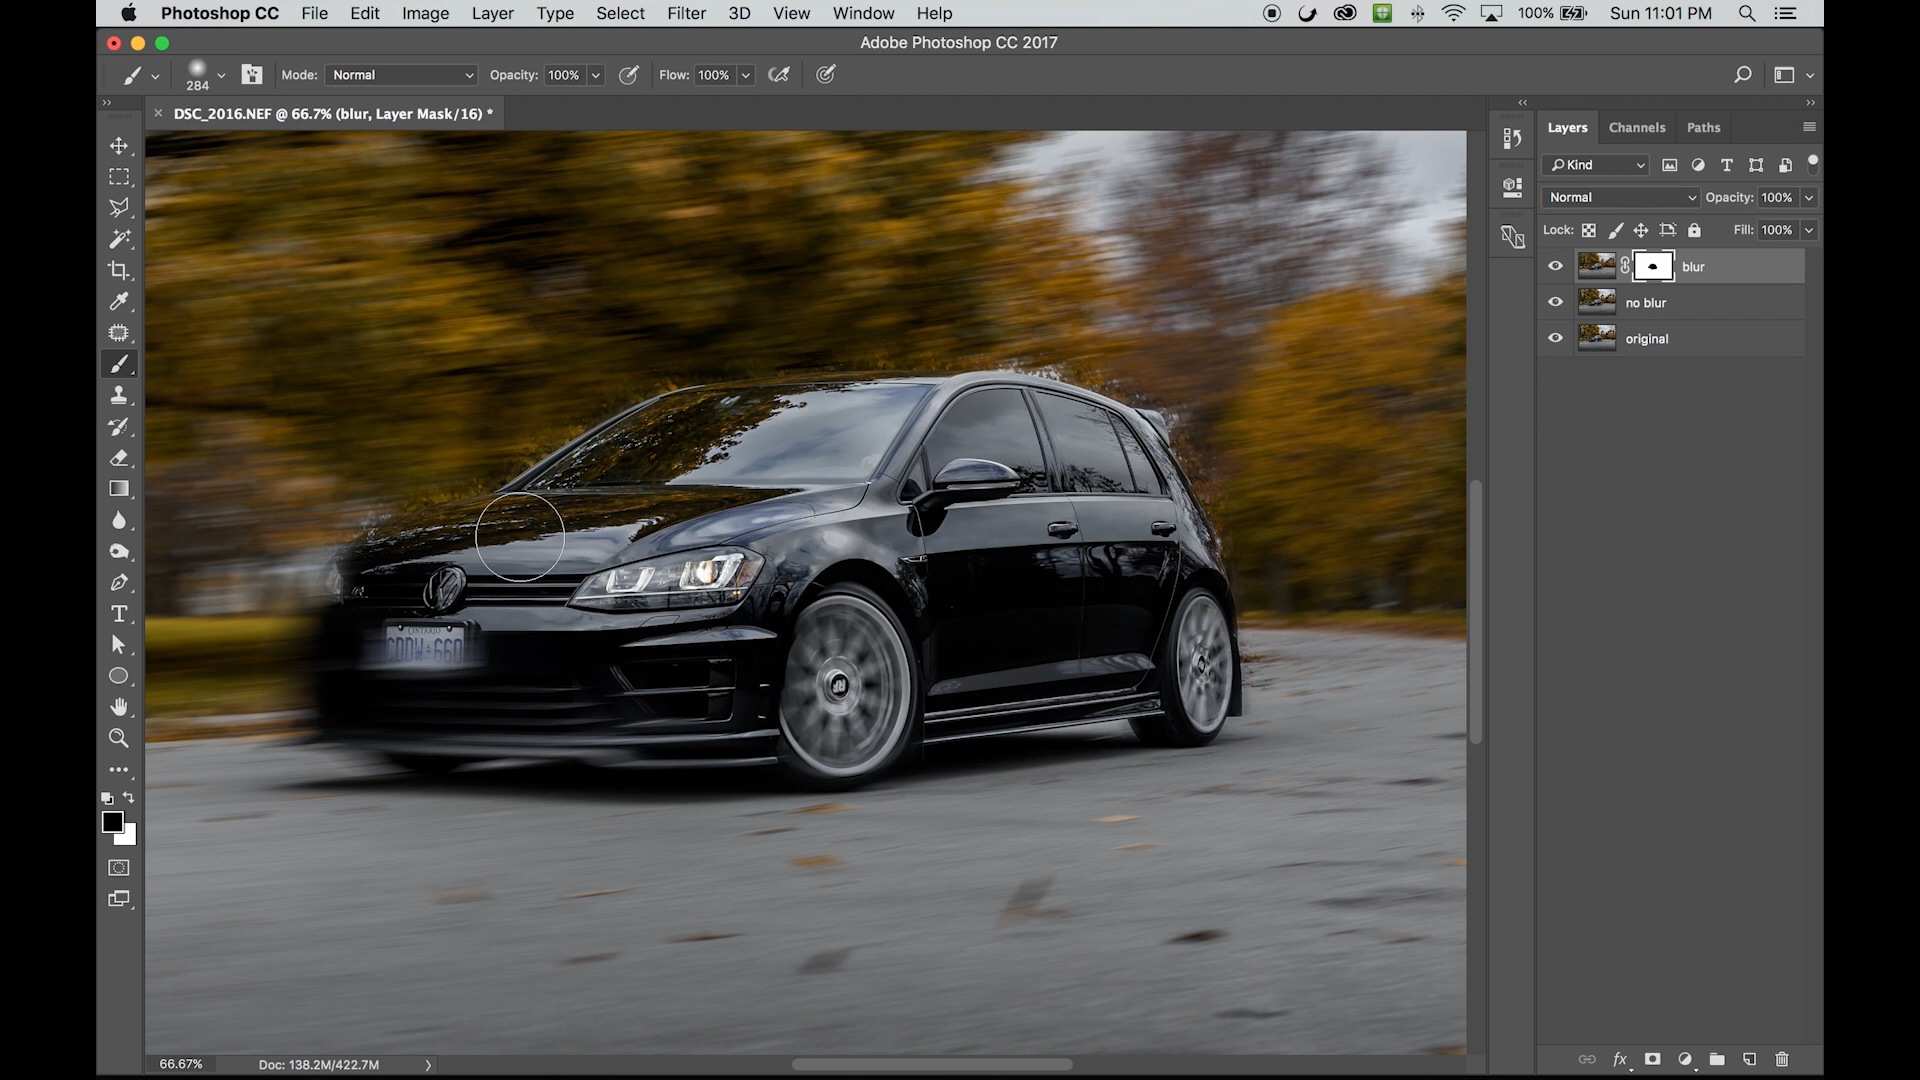 Photoshop CC File Edit Image Layer Type Select Filter 3D View Window Help 100% Sun 11:01 PM
Adobe Photoshop CC 2017
284 Mode: Normal Opacity: 100% Flow: 100%
DSC_2016.NEF @ 66.7% (blur, Layer Mask/16) *
Layers Channels Paths
Kind
Normal Opacity: 100%
Lock: Fill: 100%
blur
no blur
original
ONTARIO
CDDW 660
RF
66.67% Doc: 138.2M/422.7M
fx